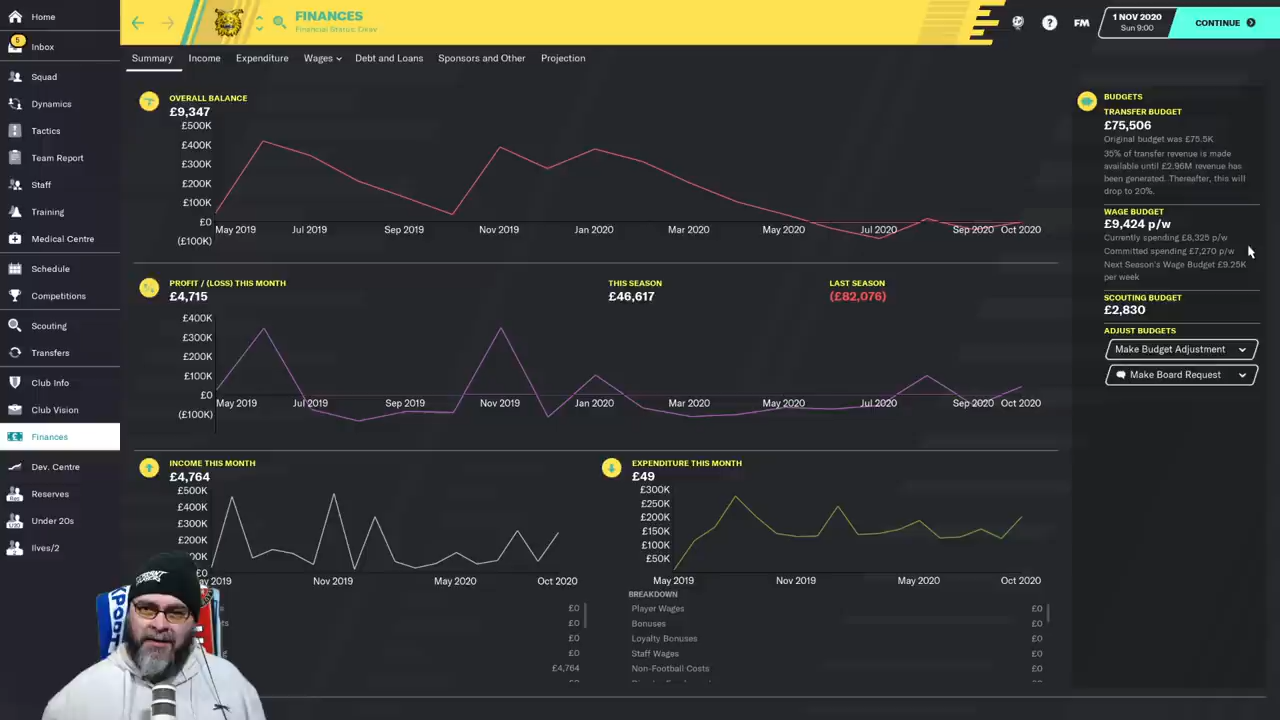 Home
5
Inbox
Squad
Dynamics
Tactics
Team Report
Staff
Training
Medical Centre
Schedule
Competitions
Scouting
Transfers
Club Info
Club Vision
Finances
Dev. Centre
Reserves
Under 20s
Ilves/2
FINANCES
Financial Status: Okay
FM
1 NOV 2020
Sun 9:00
CONTINUE
Summary
Income
Expenditure
Wages
Debt and Loans
Sponsors and Other
Projection
OVERALL BALANCE
£9,347
£500K
£400K
£300K
£200K
£100K
£0
(£100K)
May 2019
Jul 2019
Sep 2019
Nov 2019
Jan 2020
Mar 2020
May 2020
Jul 2020
Sep 2020
Oct 2020
PROFIT / (LOSS) THIS MONTH
£4,715
THIS SEASON
£46,617
LAST SEASON
(£82,076)
£400K
£300K
£200K
£100K
£0
(£100K)
May 2019
Jul 2019
Sep 2019
Nov 2019
Jan 2020
Mar 2020
May 2020
Jul 2020
Sep 2020
Oct 2020
INCOME THIS MONTH
£4,764
£500K
£400K
£300K
£200K
£0
Nov 2019
May 2020
Oct 2020
£0
£0
£0
£0
£4,764
EXPENDITURE THIS MONTH
£49
£300K
£250K
£200K
£150K
£100K
£50K
May 2019
Nov 2019
May 2020
Oct 2020
BREAKDOWN
Player Wages £0
Bonuses £0
Loyalty Bonuses £0
Staff Wages £0
Non-Football Costs £0
BUDGETS
TRANSFER BUDGET
£75,506
Original budget was £75.5K
35% of transfer revenue is made
available until £2.96M revenue has
been generated. Thereafter, this will
drop to 20%.
WAGE BUDGET
£9,424 p/w
Currently spending £8,325 p/w
Committed spending £7,270 p/w
Next Season's Wage Budget £9.25K
per week
SCOUTING BUDGET
£2,830
ADJUST BUDGETS
Make Budget Adjustment
Make Board Request